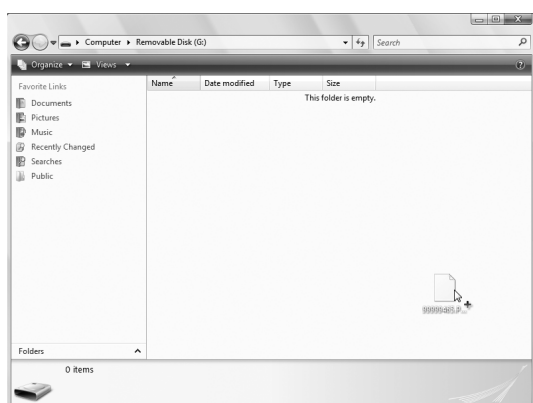 Computer Removable Disk (G:) Search
Organize Views
Favorite Links
Documents
Pictures
Music
Recently Changed
Searches
Public
Name Date modified Type Size
This folder is empty.
Folders
0 items